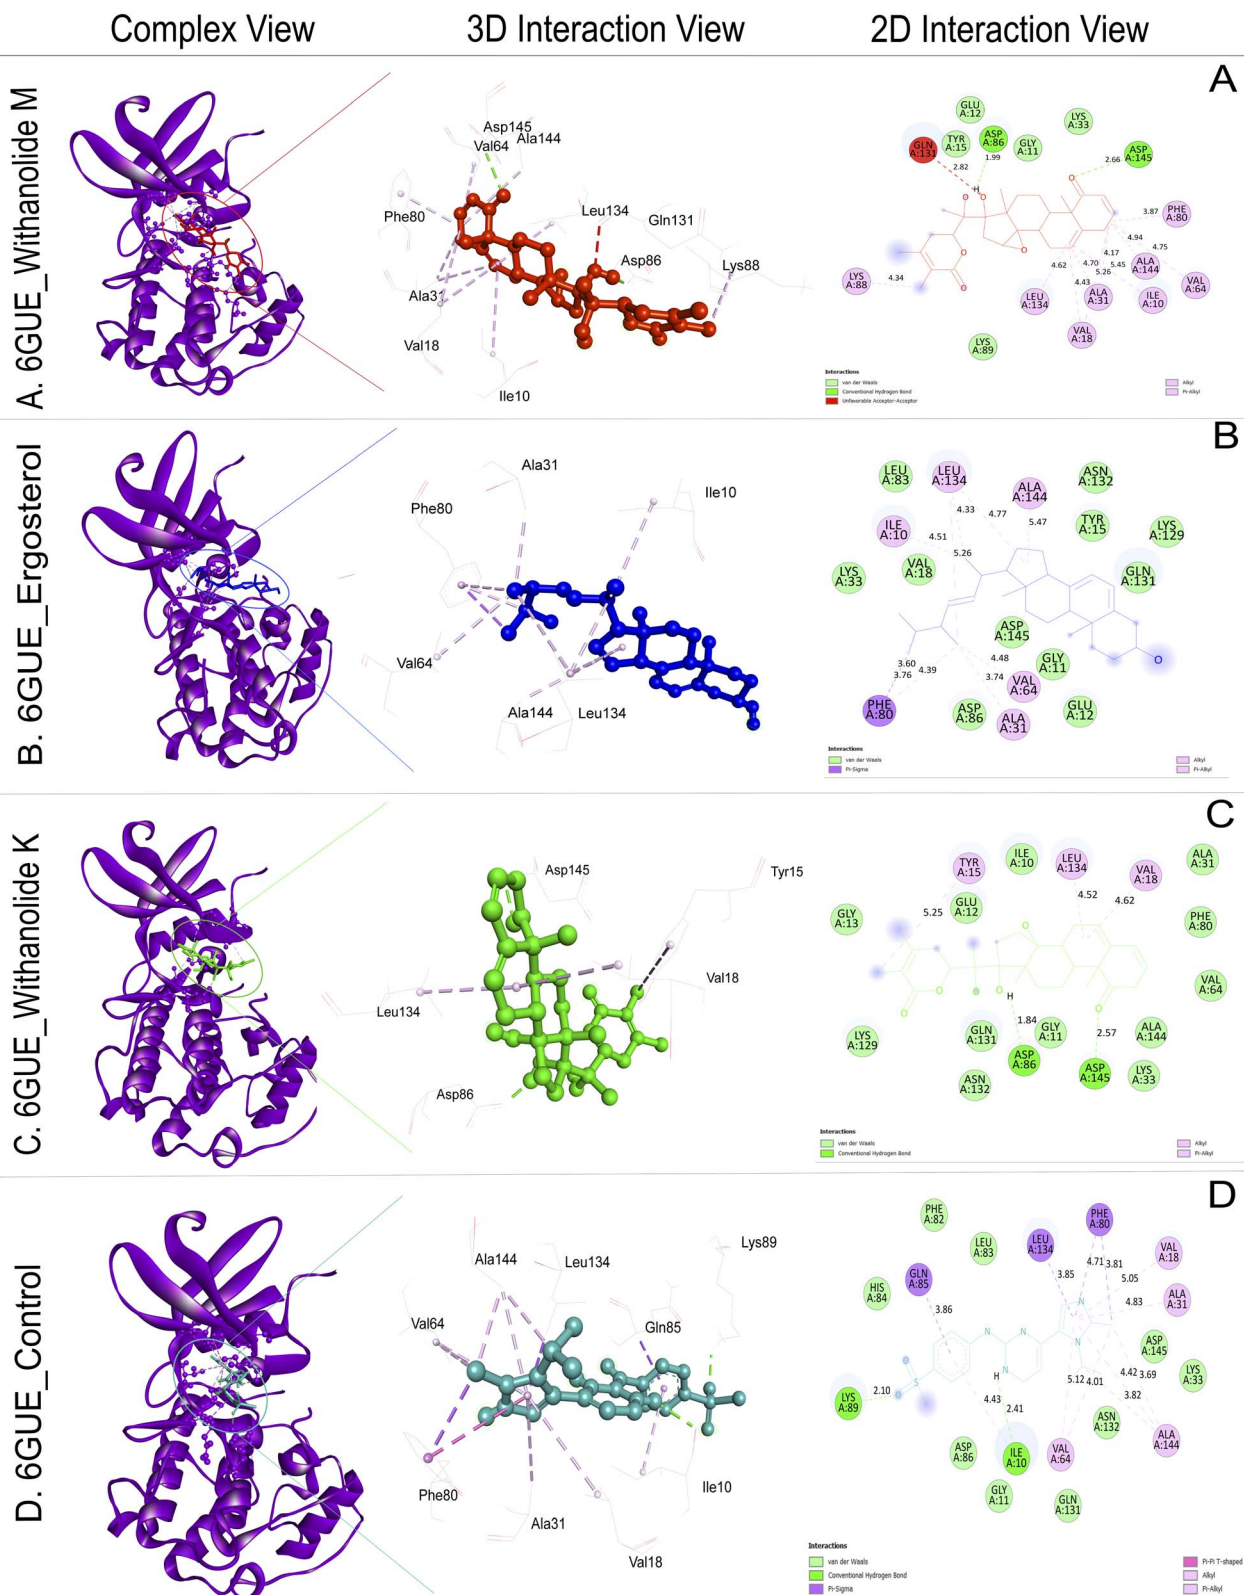 Complex View
3D Interaction View
2D Interaction View
A. 6GUE_Withanolide M
Asp145
Val64
Ala144
Phe80
Leu134
Gln131
Asp86
Lys88
Ala31
Val18
Ile10
A
GLU
A:12
LYS
A:33
GLN
A:131
TYR
A:15
ASP
A:86
GLY
A:11
ASP
A:145
2.82
1.99
2.66
H
O
O
O
O
O
O
PHE
A:80
3.87
4.94
4.75
4.17
4.62
4.70
5.45
5.26
4.43
LYS
A:88
4.34
LEU
A:134
ALA
A:31
ALA
A:144
ILE
A:10
VAL
A:64
VAL
A:18
LYS
A:89
Interactions
van der Waals
Conventional Hydrogen Bond
Unfavorable Acceptor-Acceptor
Alkyl
Pi-Alkyl
B. 6GUE_Ergosterol
Ala31
Phe80
Ile10
Val64
Ala144
Leu134
B
LEU
A:83
LEU
A:134
ALA
A:144
ASN
A:132
ILE
A:10
TYR
A:15
LYS
A:129
4.33
4.77
5.47
4.51
5.26
LYS
A:33
VAL
A:18
GLN
A:131
ASP
A:145
GLY
A:11
O
3.60
3.76
4.39
4.48
3.74
VAL
A:64
PHE
A:80
ASP
A:86
ALA
A:31
GLU
A:12
Interactions
van der Waals
Pi-Sigma
Alkyl
Pi-Alkyl
C. 6GUE_Withanolide K
Asp145
Tyr15
Leu134
Val18
Asp86
C
TYR
A:15
ILE
A:10
LEU
A:134
VAL
A:18
ALA
A:31
GLY
A:13
GLU
A:12
PHE
A:80
5.25
4.52
4.62
VAL
A:64
O
O
O
O
O
H
1.84
2.57
LYS
A:129
GLN
A:131
GLY
A:11
ALA
A:144
ASN
A:132
ASP
A:86
ASP
A:145
LYS
A:33
Interactions
van der Waals
Conventional Hydrogen Bond
Alkyl
Pi-Alkyl
D. 6GUE_Control
Ala144
Leu134
Lys89
Val64
Gln85
Phe80
Ala31
Ile10
Val18
D
PHE
A:82
LEU
A:83
LEU
A:134
PHE
A:80
VAL
A:18
HIS
A:84
GLN
A:85
ALA
A:31
3.86
3.85
4.71
3.81
5.05
4.83
N
N
N
N
N
H
S
ASP
A:145
LYS
A:33
LYS
A:89
2.10
4.43
2.41
5.12
4.01
4.42
3.69
3.82
ASP
A:86
ILE
A:10
VAL
A:64
ASN
A:132
ALA
A:144
GLY
A:11
GLN
A:131
Interactions
van der Waals
Conventional Hydrogen Bond
Pi-Sigma
Pi-Pi T-shaped
Alkyl
Pi-Alkyl